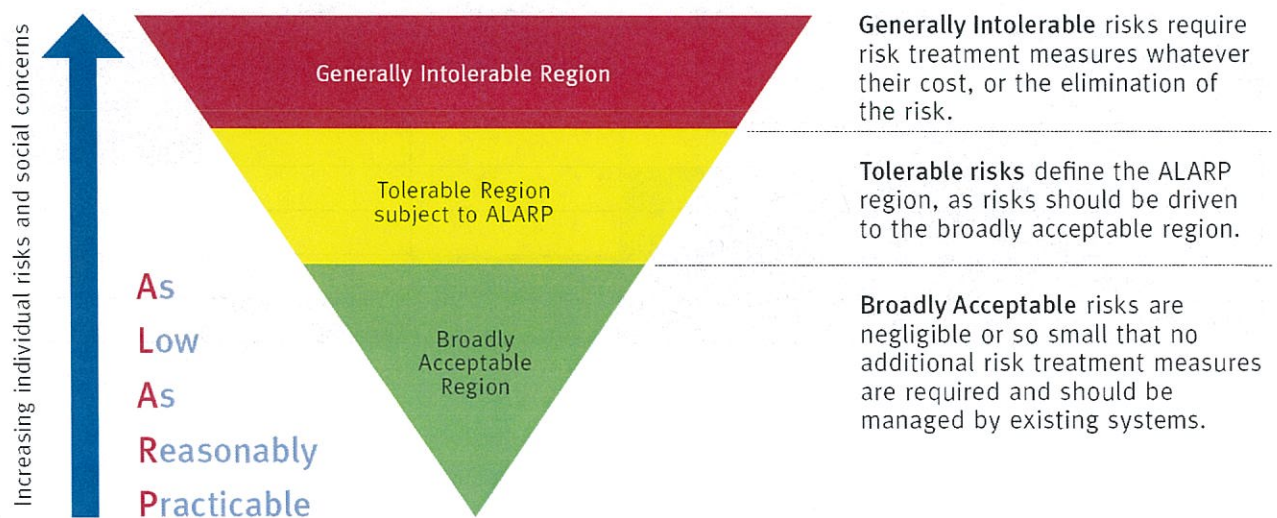 Increasing individual risks and social concerns
Generally Intolerable Region
Tolerable Region
subject to ALARP
Broadly
Acceptable
Region
As
Low
As
Reasonably
Practicable
Generally Intolerable risks require
risk treatment measures whatever
their cost, or the elimination of
the risk.
Tolerable risks define the ALARP
region, as risks should be driven
to the broadly acceptable region.
Broadly Acceptable risks are
negligible or so small that no
additional risk treatment measures
are required and should be
managed by existing systems.